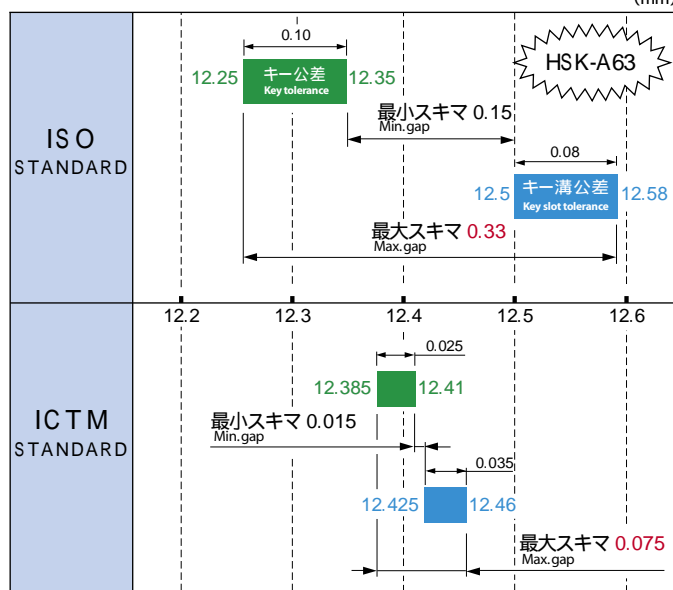 (mm)
0.10
HSK-A63
12.25
キー公差
Key tolerance
12.35
最小スキマ 0.15
Min.gap
ISO
STANDARD
0.08
12.5
キー溝公差
Key slot tolerance
12.58
最大スキマ 0.33
Max.gap
12.2
12.3
12.4
12.5
12.6
0.025
12.385
12.41
最小スキマ 0.015
Min.gap
ICTM
STANDARD
0.035
12.425
12.46
最大スキマ 0.075
Max.gap